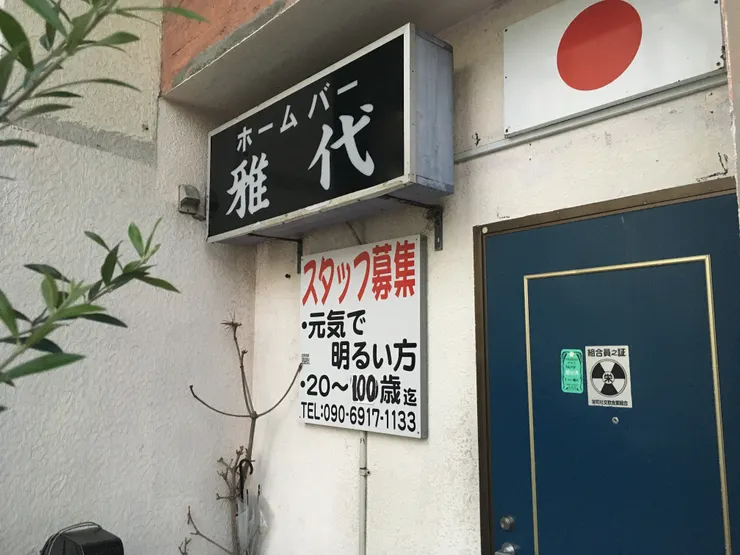 ホームバー
雅代
スタッフ募集
・元気で
明るい方
・20～100歳迄
TEL:090-6917-1133
組合員之証